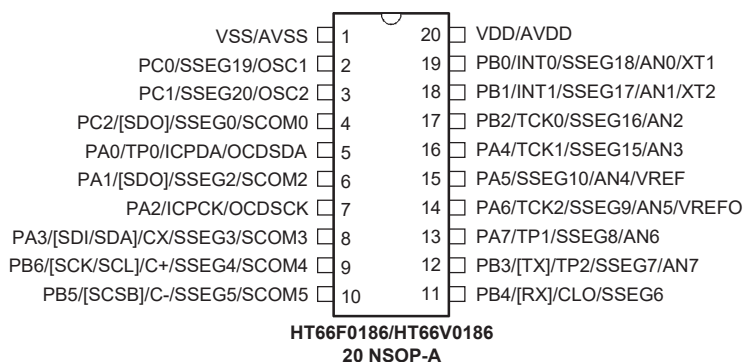 VSS/AVSS 1 20 VDD/AVDD
PC0/SSEG19/OSC1 2 19 PB0/INT0/SSEG18/AN0/XT1
PC1/SSEG20/OSC2 3 18 PB1/INT1/SSEG17/AN1/XT2
PC2/[SDO]/SSEG0/SCOM0 4 17 PB2/TCK0/SSEG16/AN2
PA0/TP0/ICPDA/OCDSDA 5 16 PA4/TCK1/SSEG15/AN3
PA1/[SDO]/SSEG2/SCOM2 6 15 PA5/SSEG10/AN4/VREF
PA2/ICPCK/OCDSCK 7 14 PA6/TCK2/SSEG9/AN5/VREFO
PA3/[SDI/SDA]/CX/SSEG3/SCOM3 8 13 PA7/TP1/SSEG8/AN6
PB6/[SCK/SCL]/C+/SSEG4/SCOM4 9 12 PB3/[TX]/TP2/SSEG7/AN7
PB5/[SCSB]/C-/SSEG5/SCOM5 10 11 PB4/[RX]/CLO/SSEG6
HT66F0186/HT66V0186
20 NSOP-A